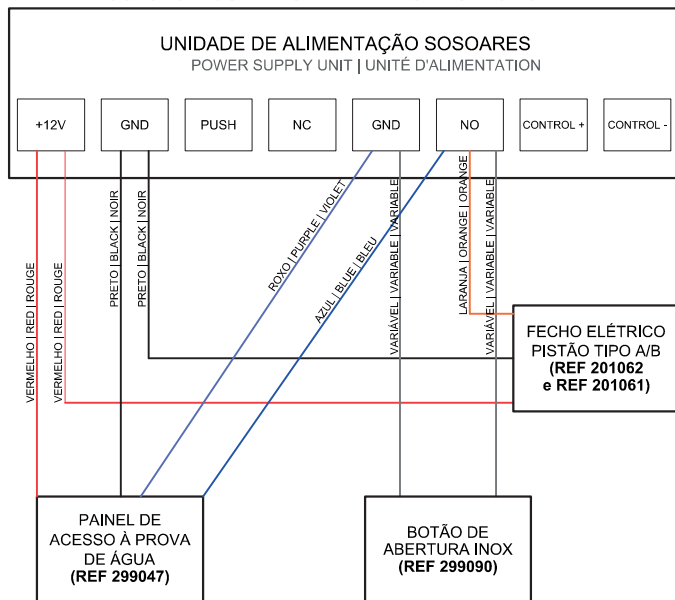 UNIDADE DE ALIMENTAÇÃO SOSOARES
POWER SUPPLY UNIT | UNITÉ D'ALIMENTATION
+12V
GND
PUSH
NC
GND
NO
CONTROL +
CONTROL -
VERMELHO | RED | ROUGE
VERMELHO | RED | ROUGE
PRETO | BLACK | NOIR
PRETO | BLACK | NOIR
ROXO | PURPLE | VIOLET
AZUL | BLUE | BLEU
VARIÁVEL | VARIABLE | VARIABLE
LARANJA | ORANGE | ORANGE
VARIÁVEL | VARIABLE | VARIABLE
FECHO ELÉTRICO
PISTÃO TIPO A/B
(REF 201062
e REF 201061)
PAINEL DE
ACESSO À PROVA
DE ÁGUA
(REF 299047)
BOTÃO DE
ABERTURA INOX
(REF 299090)